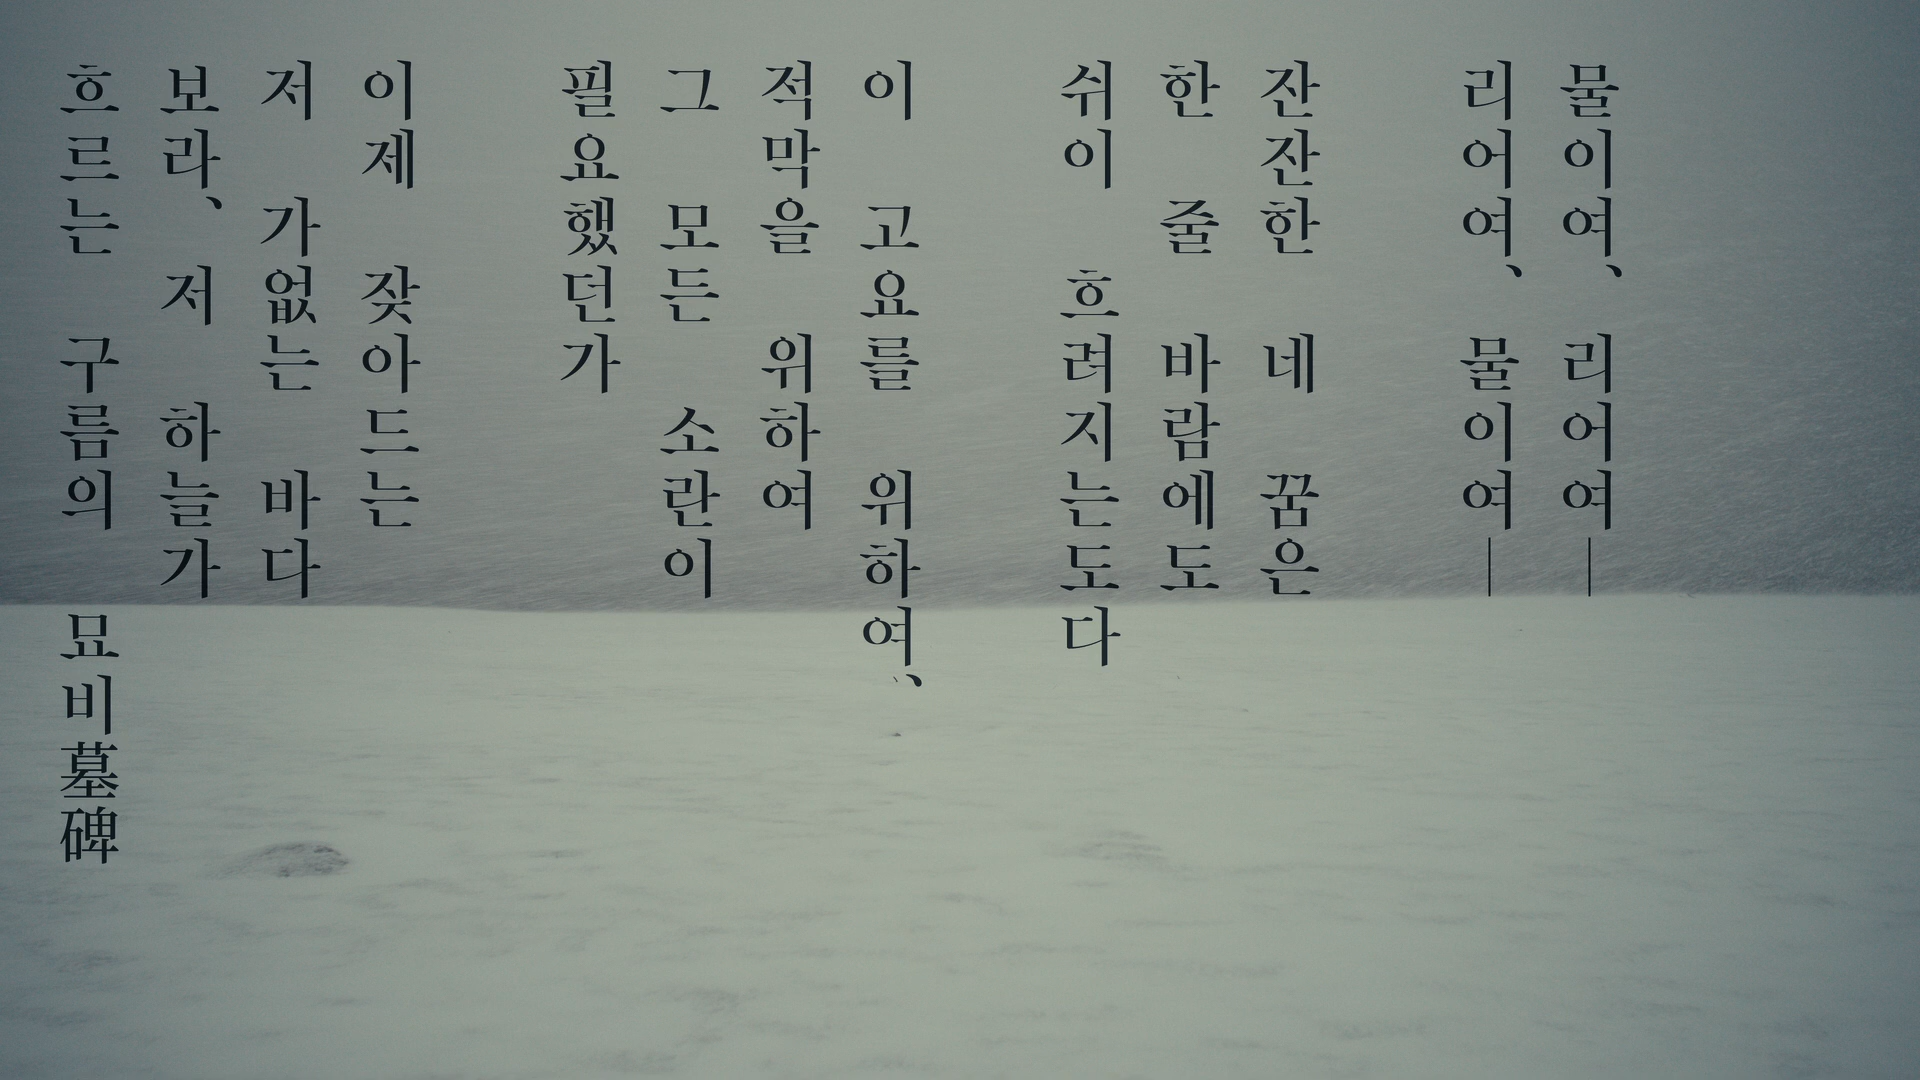 물이여、 리어여―
리어여、 물이여―
잔잔한 네 꿈은
한 줄 바람에도
쉬이 흐려지는도다
이 고요를 위하여、
적막을 위하여
그 모든 소란이
필요했던가
이제 잦아드는
저 가없는 바다
보라、 저 하늘가
흐르는 구름의 묘비墓碑